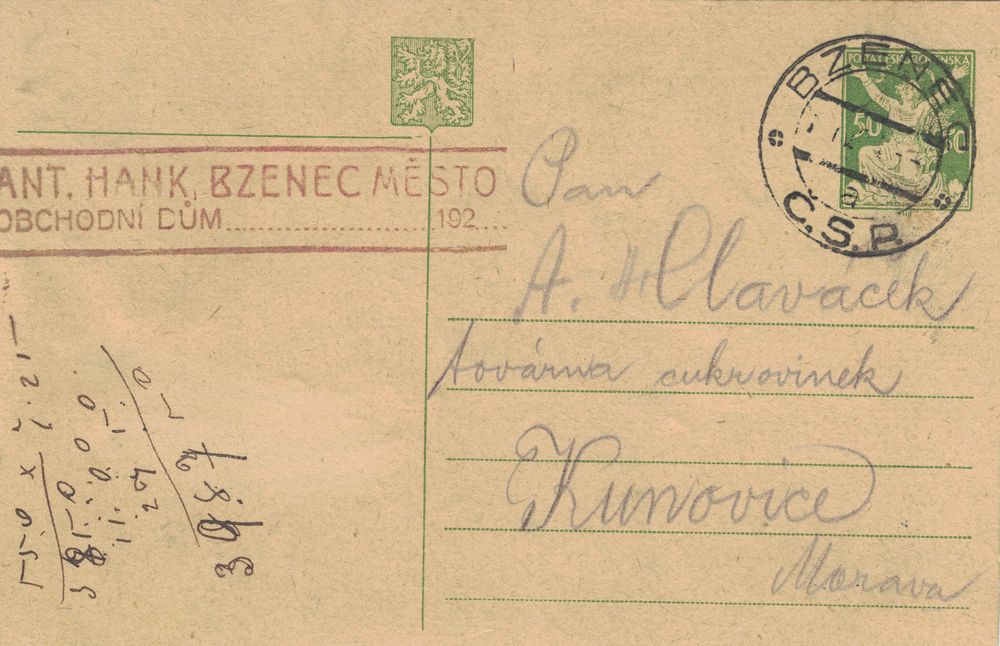 ANT. HANK, BZENEC MĚSTO
OBCHODNÍ DŮM..........................192....
POŠTA ČESKOSLOVENSKÁ
50
BZENEC
Č.S.P.
Pan
A. Hlaváček
továrna cukrovinek
Kunovice
Morava